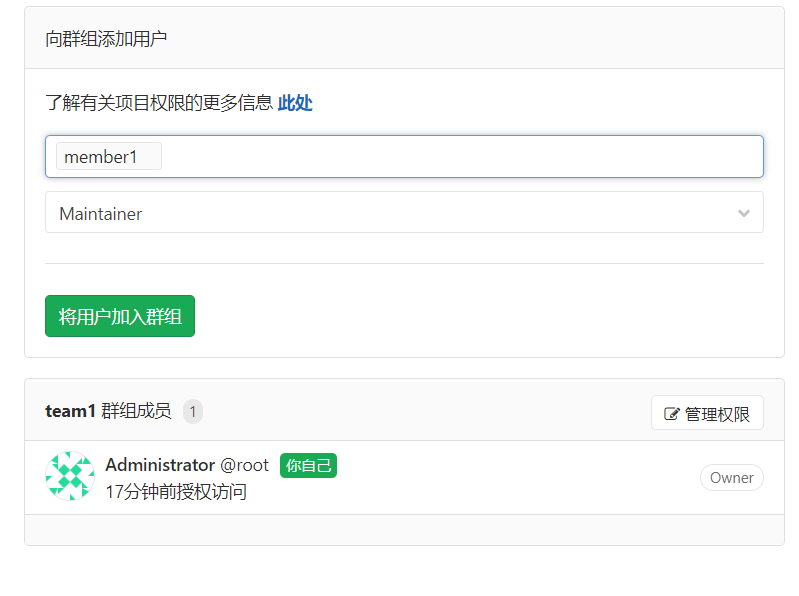 向群组添加用户
了解有关项目权限的更多信息 此处
member1
Maintainer
将用户加入群组
team1 群组成员 1
管理权限
Administrator @root 你自己
17分钟前授权访问
Owner